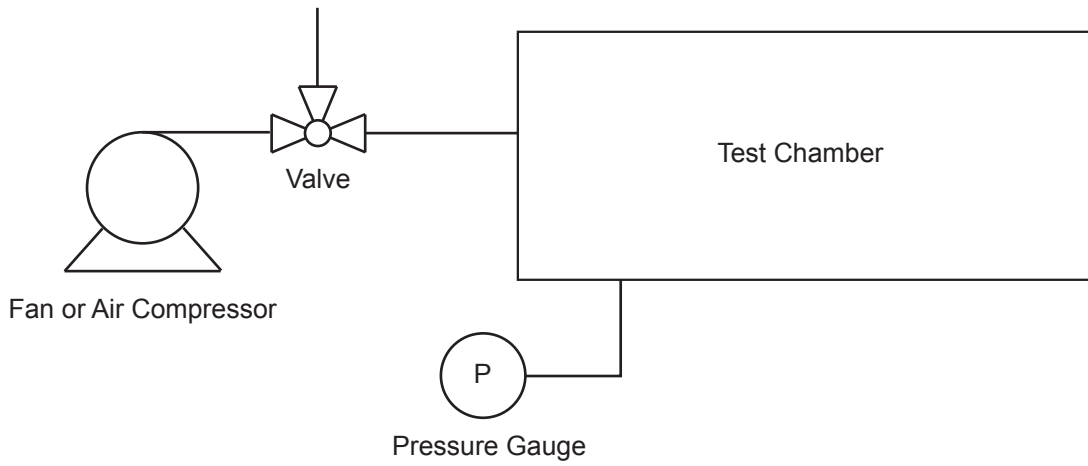 Test Chamber
Valve
Fan or Air Compressor
P
Pressure Gauge